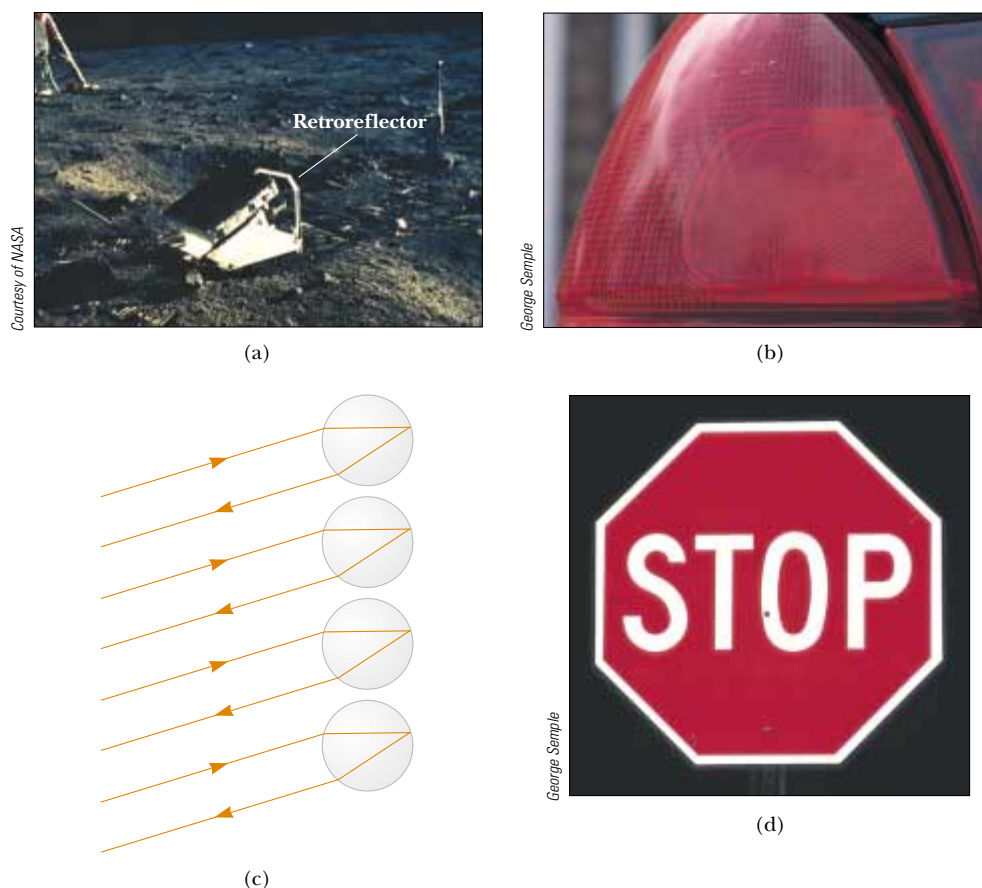 Retroreflector
Courtesy of NASA
(a)
George Semple
(b)
(c)
STOP
George Semple
(d)